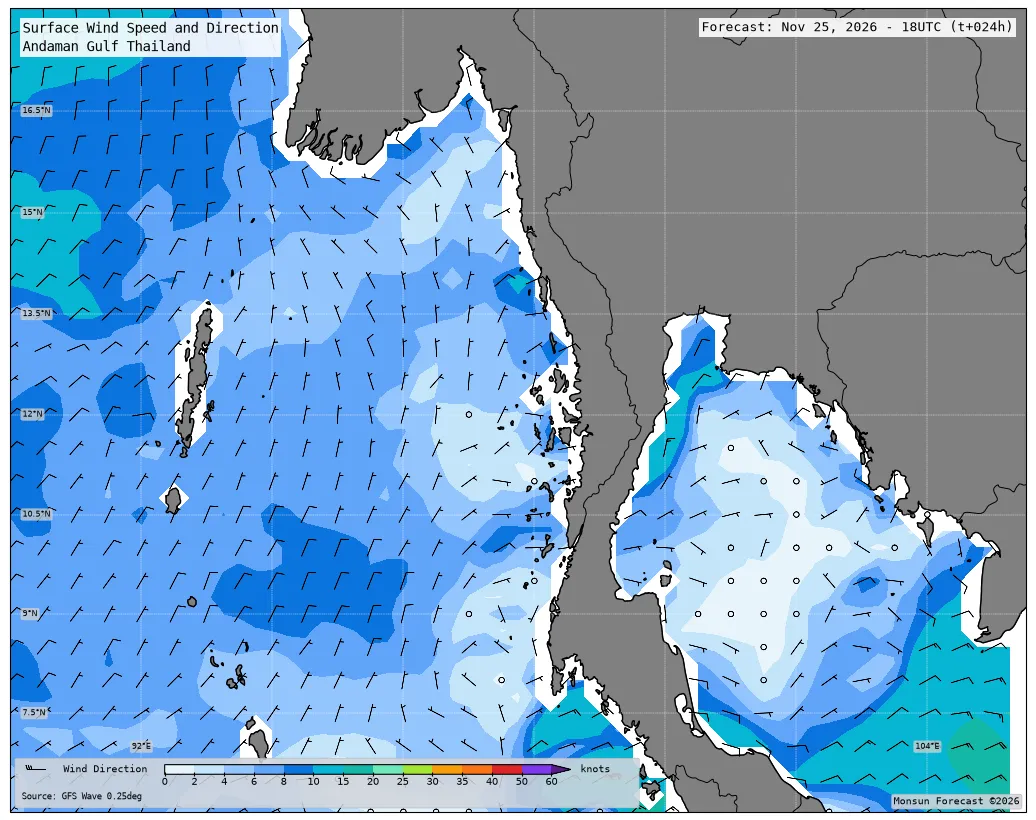 Surface Wind Speed and Direction
Andaman Gulf Thailand
Forecast: Nov 25, 2026 - 18UTC (t+024h)
16.5°N
15°N
13.5°N
12°N
10.5°N
9°N
7.5°N
92°E
104°E
Wind Direction
knots
0 2 4 6 8 10 15 20 25 30 35 40 50 60
Source: GFS Wave 0.25deg
Monsun Forecast ©2026